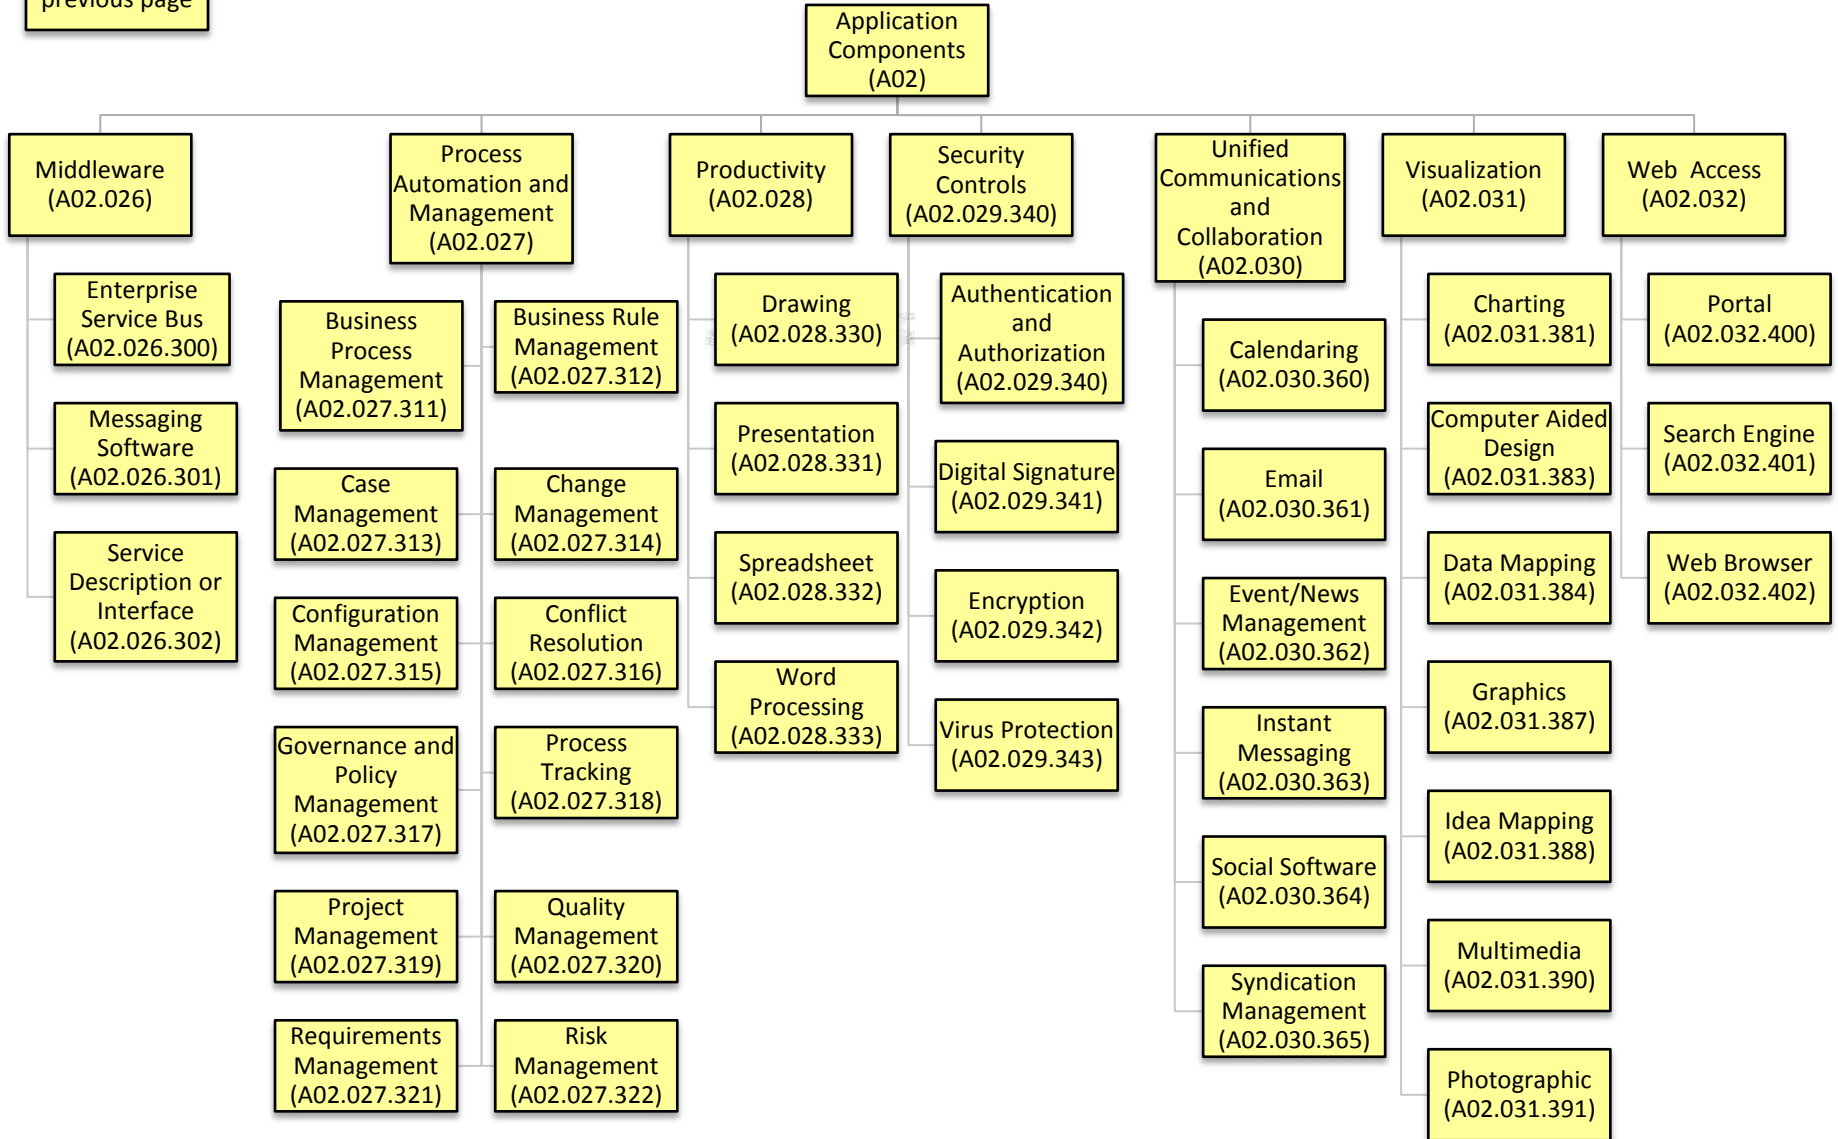 previous page
Application
Components
(A02)
Middleware
(A02.026)
Enterprise
Service Bus
(A02.026.300)
Messaging
Software
(A02.026.301)
Service
Description or
Interface
(A02.026.302)
Process
Automation and
Management
(A02.027)
Business
Process
Management
(A02.027.311)
Business Rule
Management
(A02.027.312)
Case
Management
(A02.027.313)
Change
Management
(A02.027.314)
Configuration
Management
(A02.027.315)
Conflict
Resolution
(A02.027.316)
Governance and
Policy
Management
(A02.027.317)
Process
Tracking
(A02.027.318)
Project
Management
(A02.027.319)
Quality
Management
(A02.027.320)
Requirements
Management
(A02.027.321)
Risk
Management
(A02.027.322)
Productivity
(A02.028)
Drawing
(A02.028.330)
Presentation
(A02.028.331)
Spreadsheet
(A02.028.332)
Word
Processing
(A02.028.333)
Security
Controls
(A02.029.340)
Authentication
and
Authorization
(A02.029.340)
Digital Signature
(A02.029.341)
Encryption
(A02.029.342)
Virus Protection
(A02.029.343)
Unified
Communications
and
Collaboration
(A02.030)
Calendaring
(A02.030.360)
Email
(A02.030.361)
Event/News
Management
(A02.030.362)
Instant
Messaging
(A02.030.363)
Social Software
(A02.030.364)
Syndication
Management
(A02.030.365)
Visualization
(A02.031)
Charting
(A02.031.381)
Computer Aided
Design
(A02.031.383)
Data Mapping
(A02.031.384)
Graphics
(A02.031.387)
Idea Mapping
(A02.031.388)
Multimedia
(A02.031.390)
Photographic
(A02.031.391)
Web  Access
(A02.032)
Portal
(A02.032.400)
Search Engine
(A02.032.401)
Web Browser
(A02.032.402)